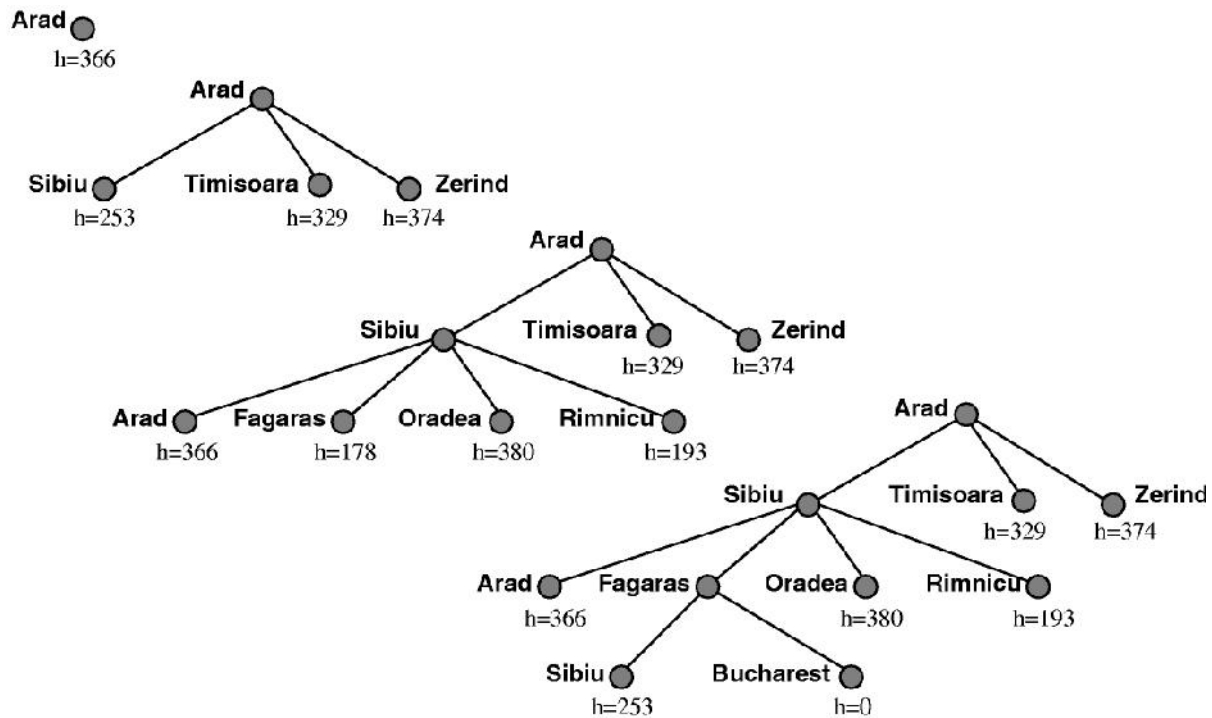 Arad
h=366
Arad
Sibiu Timisoara Zerind
h=253 h=329 h=374
Arad
Sibiu Timisoara Zerind
h=329 h=374
Arad Fagaras Oradea Rimnicu
h=366 h=178 h=380 h=193
Arad
Sibiu Timisoara Zerind
h=329 h=374
Arad Fagaras Oradea Rimnicu
h=366 h=380 h=193
Sibiu Bucharest
h=253 h=0